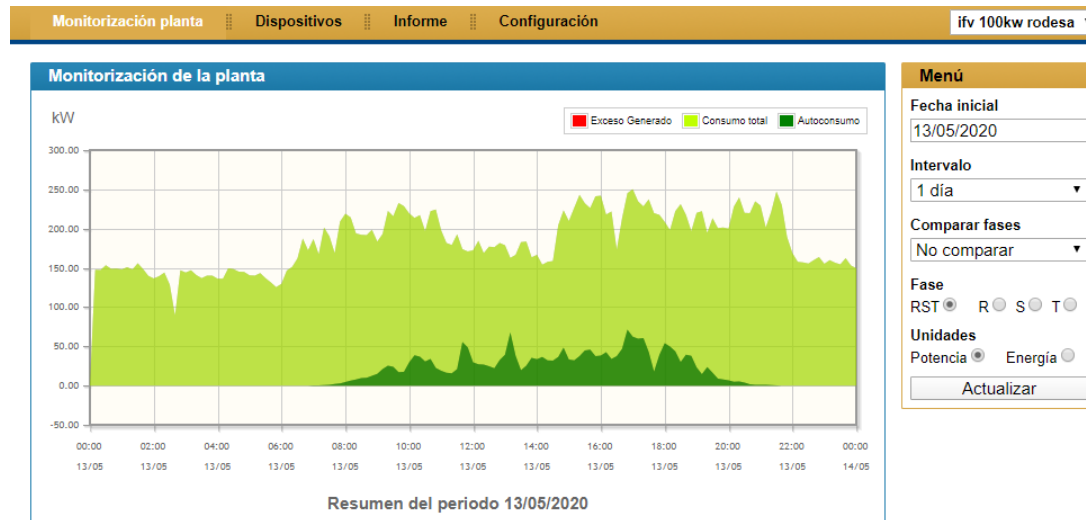 Monitorización planta Dispositivos Informe Configuración ifv 100kw rodesa
Monitorización de la planta
kW
Exceso Generado Consumo total Autoconsumo
300.00
250.00
200.00
150.00
100.00
50.00
0.00
-50.00
00:00 02:00 04:00 06:00 08:00 10:00 12:00 14:00 16:00 18:00 20:00 22:00 00:00
13/05 13/05 13/05 13/05 13/05 13/05 13/05 13/05 13/05 13/05 13/05 13/05 14/05
Resumen del periodo 13/05/2020
Menú
Fecha inicial
13/05/2020
Intervalo
1 día
Comparar fases
No comparar
Fase
RST R S T
Unidades
Potencia Energía
Actualizar